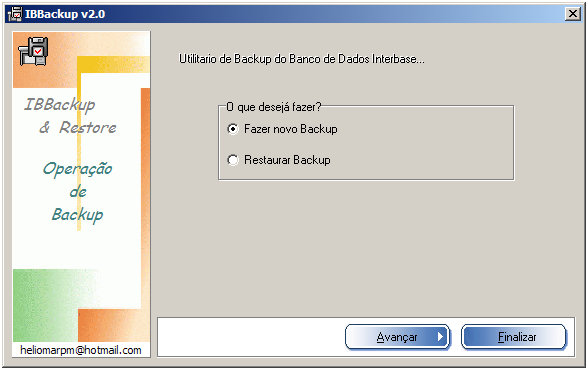 IBBackup v2.0
IBBackup
& Restore
Operação
de
Backup
heliomarpm@hotmail.com
Utilitario de Backup do Banco de Dados Interbase...
O que desejá fazer?
Fazer novo Backup
Restaurar Backup
Avançar
Finalizar